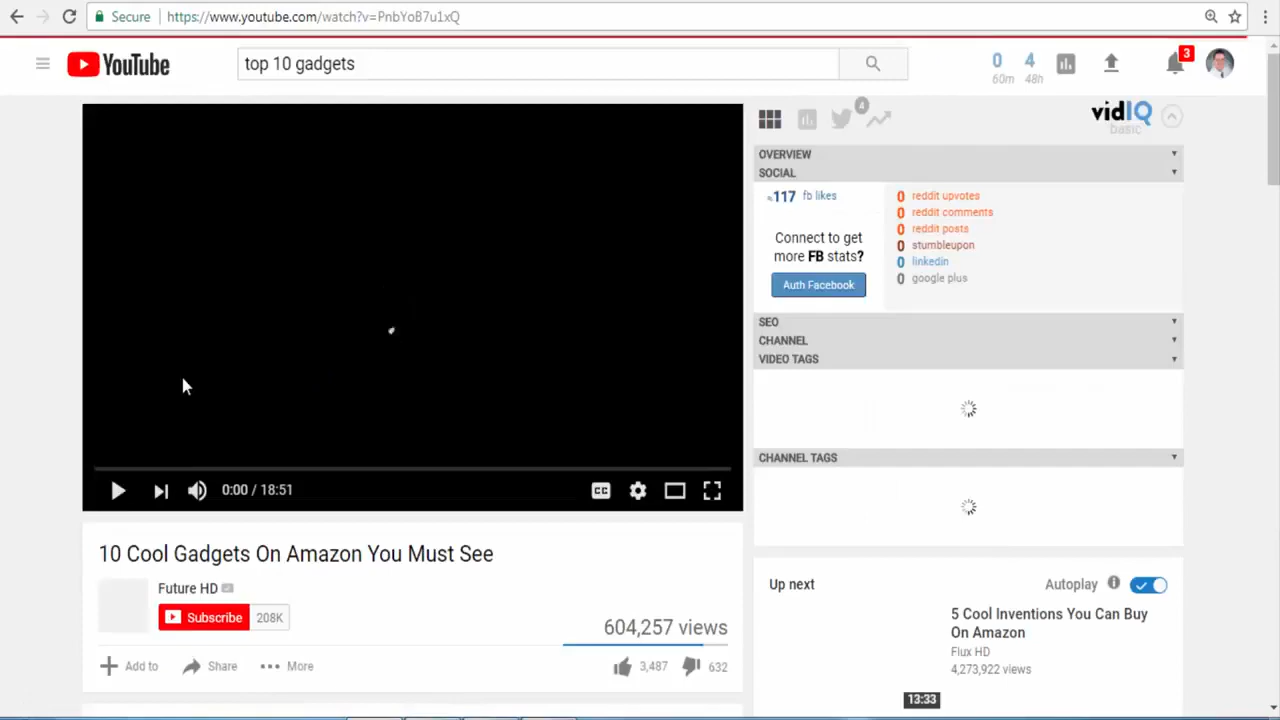 Secure
https://www.youtube.com/watch?v=PnbYoB7u1xQ
YouTube
top 10 gadgets
0
60m
4
48h
3
4
vidIQ
basic
OVERVIEW
SOCIAL
117 fb likes
Connect to get
more FB stats?
Auth Facebook
0 reddit upvotes
0 reddit comments
0 reddit posts
0 stumbleupon
0 linkedin
0 google plus
SEO
CHANNEL
VIDEO TAGS
CHANNEL TAGS
0:00 / 18:51
CC
10 Cool Gadgets On Amazon You Must See
Future HD
Subscribe 208K
604,257 views
Add to Share More
3,487 632
Up next
Autoplay
5 Cool Inventions You Can Buy
On Amazon
Flux HD
4,273,922 views
13:33